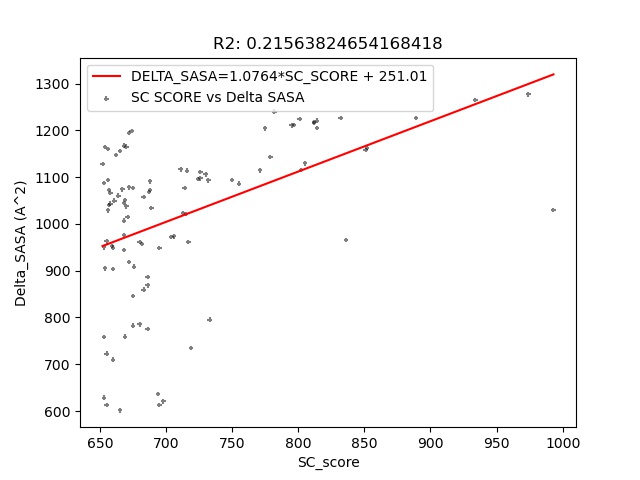 R2: 0.21563824654168418
DELTA_SASA=1.0764*SC_SCORE + 251.01
SC SCORE vs Delta SASA
1300
1200
1100
1000
900
800
700
600
Delta_SASA (A^2)
650 700 750 800 850 900 950 1000
SC_score